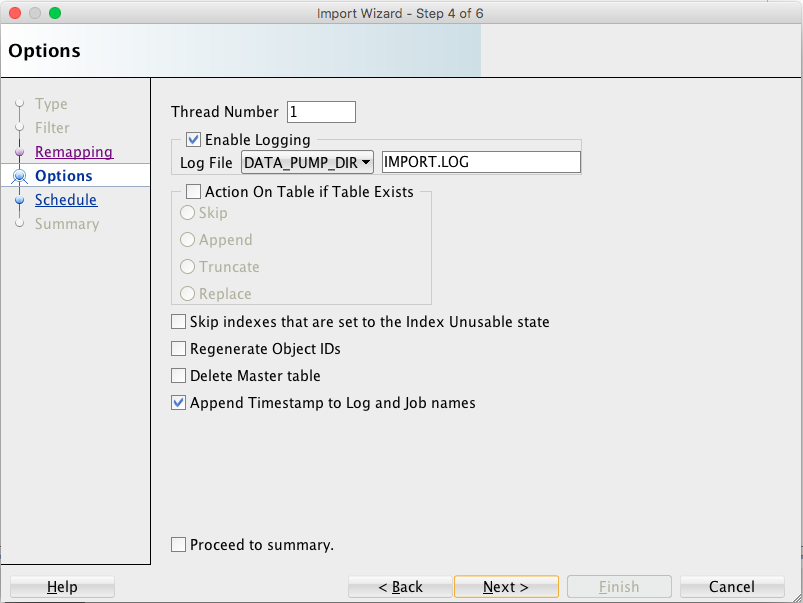 Import Wizard - Step 4 of 6
Options
Type
Filter
Remapping
Options
Schedule
Summary
Thread Number 1
Enable Logging
Log File DATA_PUMP_DIR IMPORT.LOG
Action On Table if Table Exists
Skip
Append
Truncate
Replace
Skip indexes that are set to the Index Unusable state
Regenerate Object IDs
Delete Master table
Append Timestamp to Log and Job names
Proceed to summary.
Help < Back Next > Finish Cancel